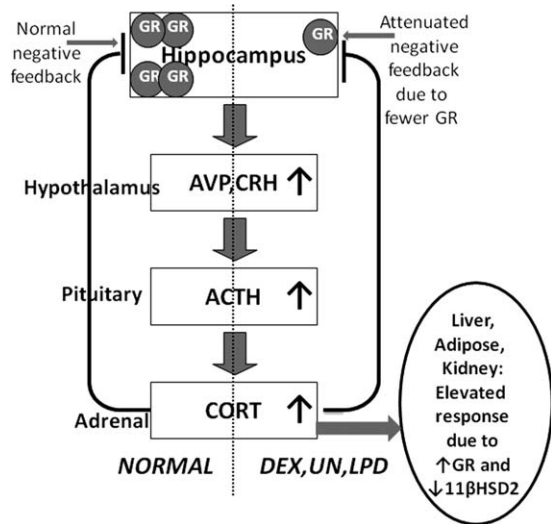 Normal
negative
feedback
GR GR
GR
Hippocampus
GR GR
Attenuated
negative
feedback
due to
fewer GR
Hypothalamus
AVP,CRH ↑
Pituitary
ACTH ↑
Adrenal
CORT ↑
NORMAL
DEX,UN,LPD
Liver,
Adipose,
Kidney:
Elevated
response
due to
↑GR and
↓11βHSD2